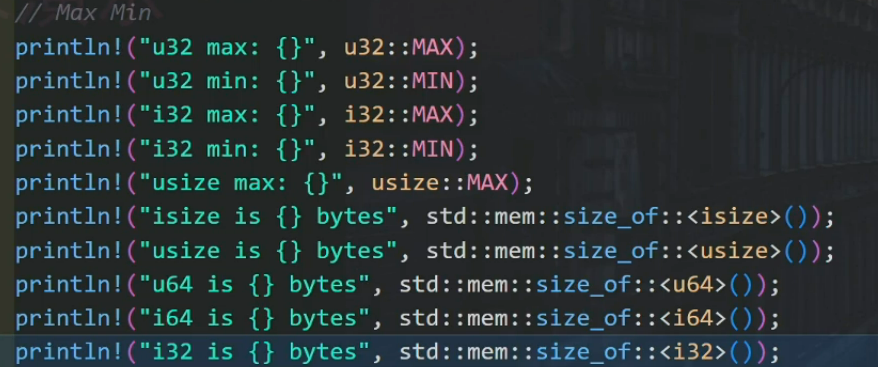 // Max Min
println!("u32 max: {}", u32::MAX);
println!("u32 min: {}", u32::MIN);
println!("i32 max: {}", i32::MAX);
println!("i32 min: {}", i32::MIN);
println!("usize max: {}", usize::MAX);
println!("isize is {} bytes", std::mem::size_of::<isize>());
println!("usize is {} bytes", std::mem::size_of::<usize>());
println!("u64 is {} bytes", std::mem::size_of::<u64>());
println!("i64 is {} bytes", std::mem::size_of::<i64>());
println!("i32 is {} bytes", std::mem::size_of::<i32>());